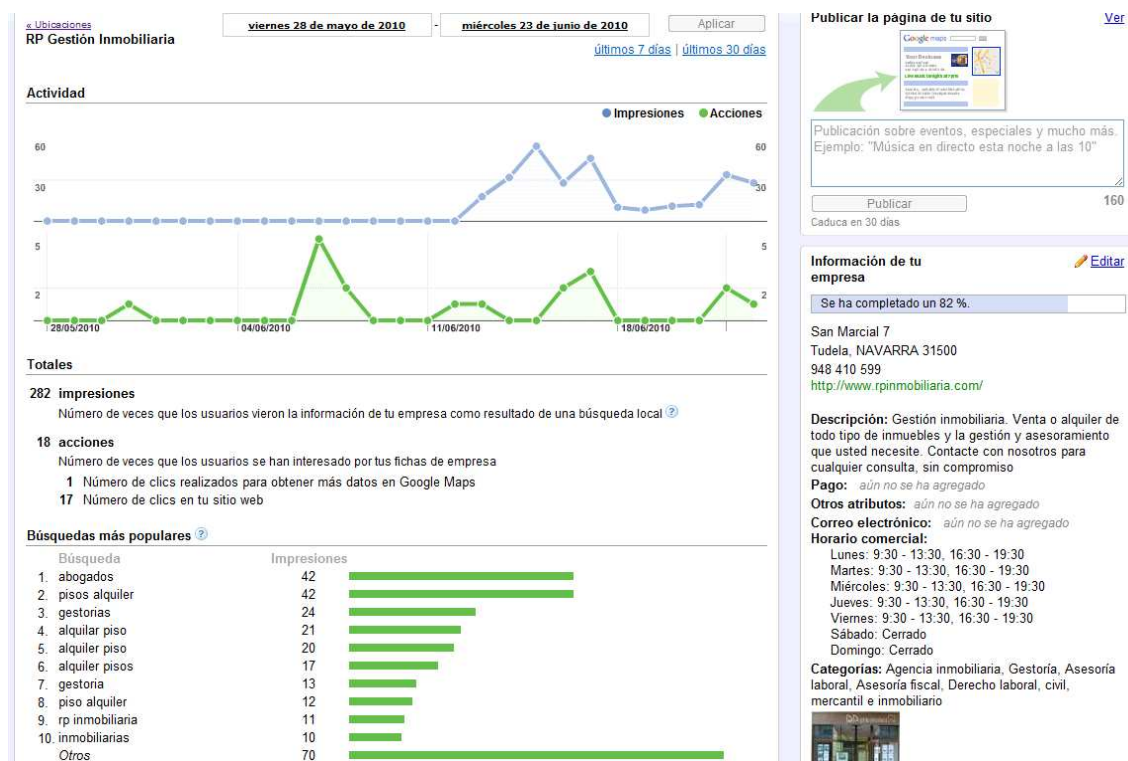 « Ubicaciones
RP Gestión Inmobiliaria
viernes 28 de mayo de 2010 - miércoles 23 de junio de 2010 Aplicar
últimos 7 días | últimos 30 días
Actividad
Impresiones Acciones
60 60
30 30
5 5
2 2
28/05/2010 04/06/2010 11/06/2010 18/06/2010
Totales
282 impresiones
Número de veces que los usuarios vieron la información de tu empresa como resultado de una búsqueda local ?
18 acciones
Número de veces que los usuarios se han interesado por tus fichas de empresa
1 Número de clics realizados para obtener más datos en Google Maps
17 Número de clics en tu sitio web
Búsquedas más populares ?
Búsqueda Impresiones
1. abogados 42
2. pisos alquiler 42
3. gestorias 24
4. alquilar piso 21
5. alquiler piso 20
6. alquiler pisos 17
7. gestoria 13
8. piso alquiler 12
9. rp inmobiliaria 11
10. inmobiliarias 10
Otros 70
Publicar la página de tu sitio Ver
Google maps
Publicación sobre eventos, especiales y mucho más.
Ejemplo: "Música en directo esta noche a las 10"
Publicar 160
Caduca en 30 días
Información de tu
empresa
Editar
Se ha completado un 82 %.
San Marcial 7
Tudela, NAVARRA 31500
948 410 599
http://www.rpinmobiliaria.com/
Descripción: Gestión inmobiliaria. Venta o alquiler de
todo tipo de inmuebles y la gestión y asesoramiento
que usted necesite. Contacte con nosotros para
cualquier consulta, sin compromiso
Pago: aún no se ha agregado
Otros atributos: aún no se ha agregado
Correo electrónico: aún no se ha agregado
Horario comercial:
Lunes: 9:30 - 13:30, 16:30 - 19:30
Martes: 9:30 - 13:30, 16:30 - 19:30
Miércoles: 9:30 - 13:30, 16:30 - 19:30
Jueves: 9:30 - 13:30, 16:30 - 19:30
Viernes: 9:30 - 13:30, 16:30 - 19:30
Sábado: Cerrado
Domingo: Cerrado
Categorías: Agencia inmobiliaria, Gestoría, Asesoría
laboral, Asesoría fiscal, Derecho laboral, civil,
mercantil e inmobiliario